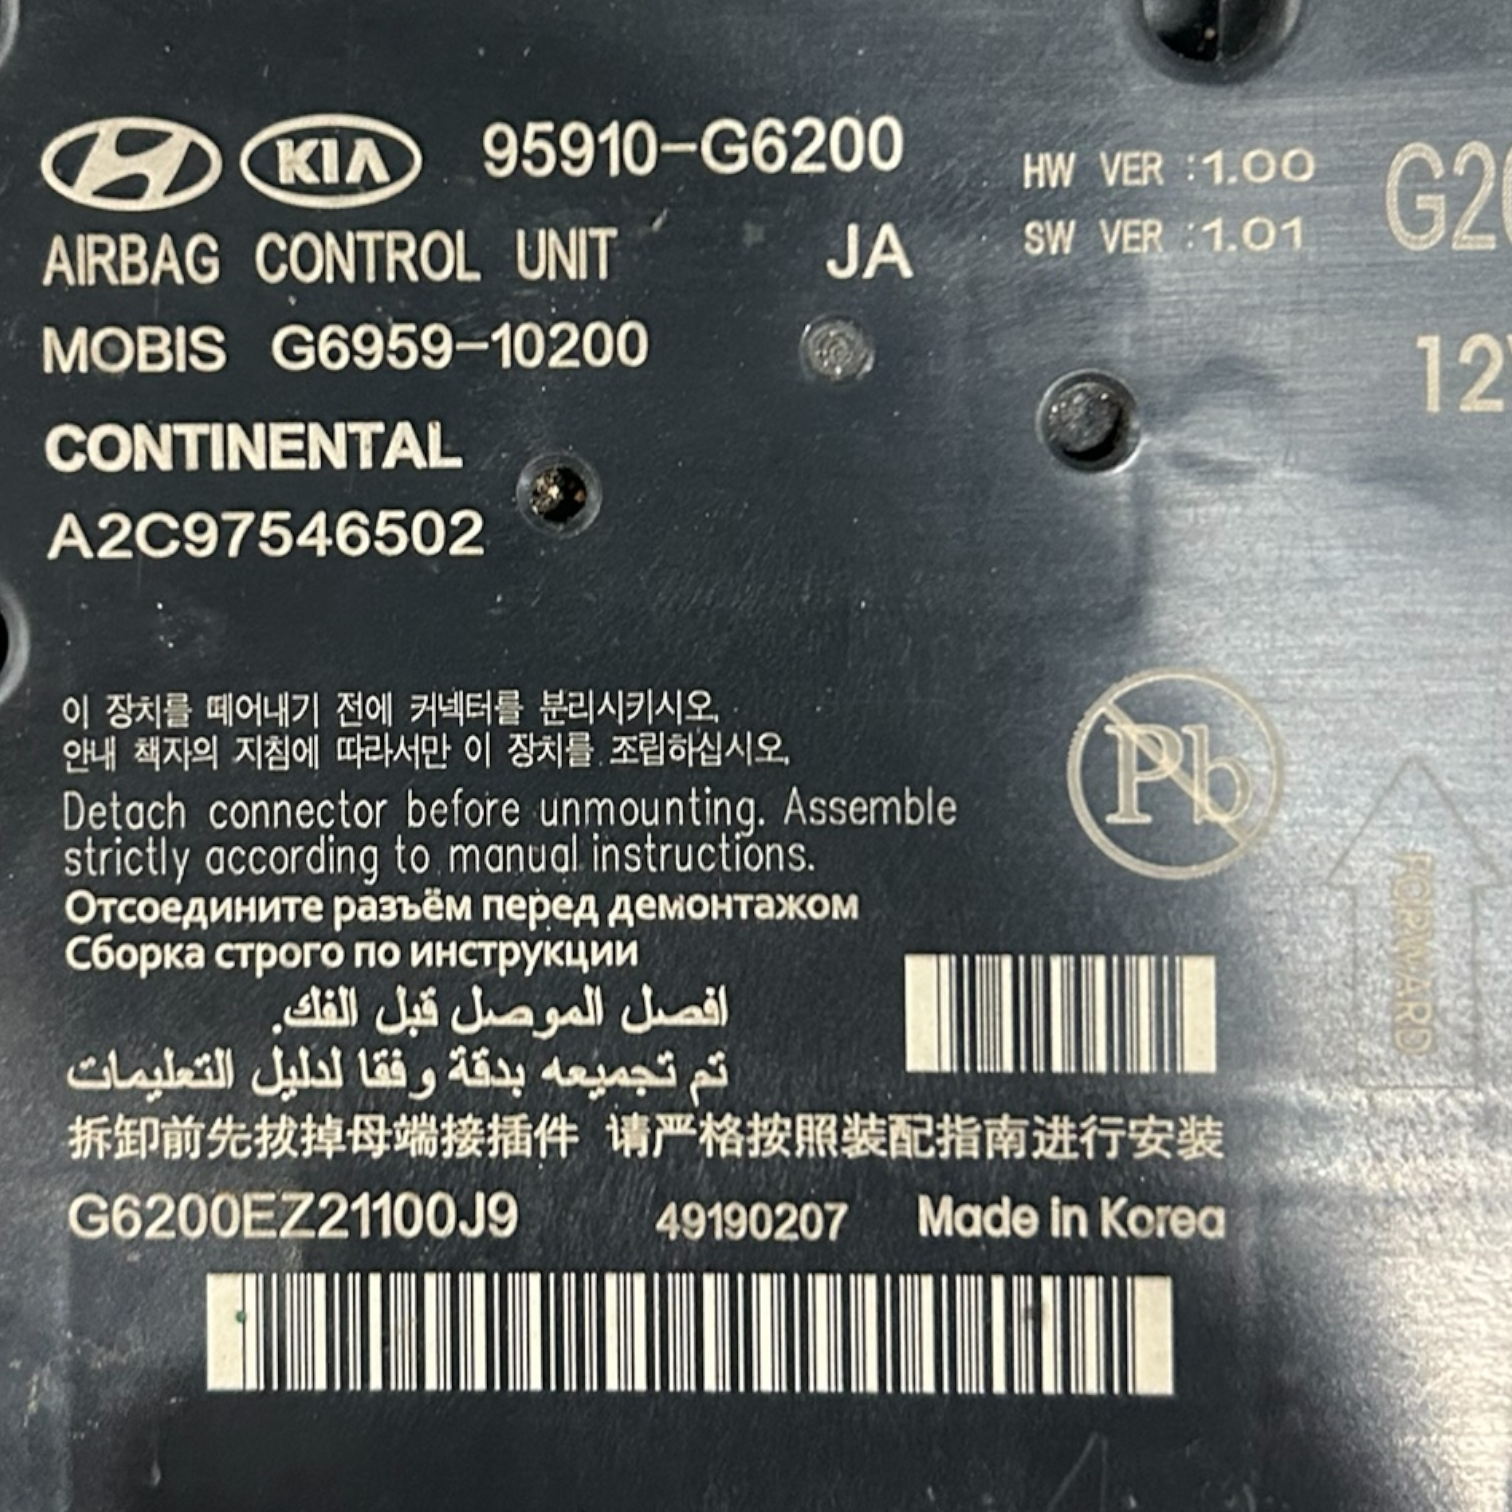 KIA 95910-G6200
HW VER :1.00
SW VER :1.01
AIRBAG CONTROL UNIT JA
MOBIS G6959-10200
CONTINENTAL
A2C97546502
이 장치를 떼어내기 전에 커넥터를 분리시키시오.
안내 책자의 지침에 따라서만 이 장치를 조립하십시오.
Pb
Detach connector before unmounting. Assemble
strictly according to manual instructions.
FORWARD
Отсоедините разъём перед демонтажом
Сборка строго по инструкции
افصل الموصل قبل الفك.
تم تجميعه بدقة وفقا لدليل التعليمات
拆卸前先拔掉母端接插件 请严格按照装配指南进行安装
G6200EZ21100J9 49190207 Made in Korea